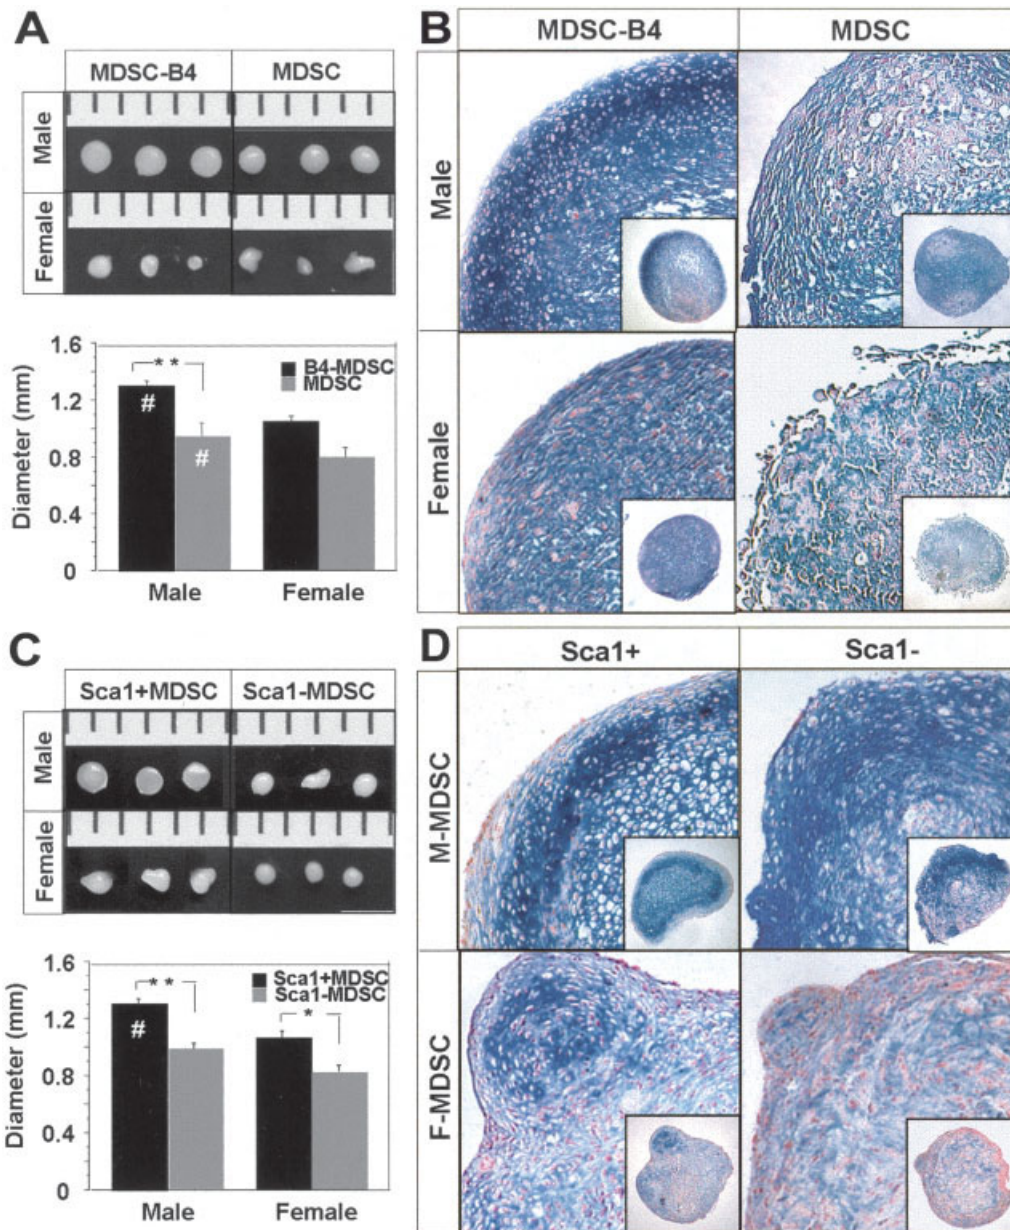 A
MDSC-B4 MDSC
Male
Female
1.6
1.2
0.8
0.4
0
Diameter (mm)
* *
B4-MDSC
MDSC
#
#
Male Female
B
MDSC-B4 MDSC
Male
Female
C
Sca1+MDSC Sca1-MDSC
Male
Female
1.6
1.2
0.8
0.4
0
Diameter (mm)
* *
Sca1+MDSC
Sca1-MDSC
*
#
Male Female
D
Sca1+ Sca1-
M-MDSC
F-MDSC